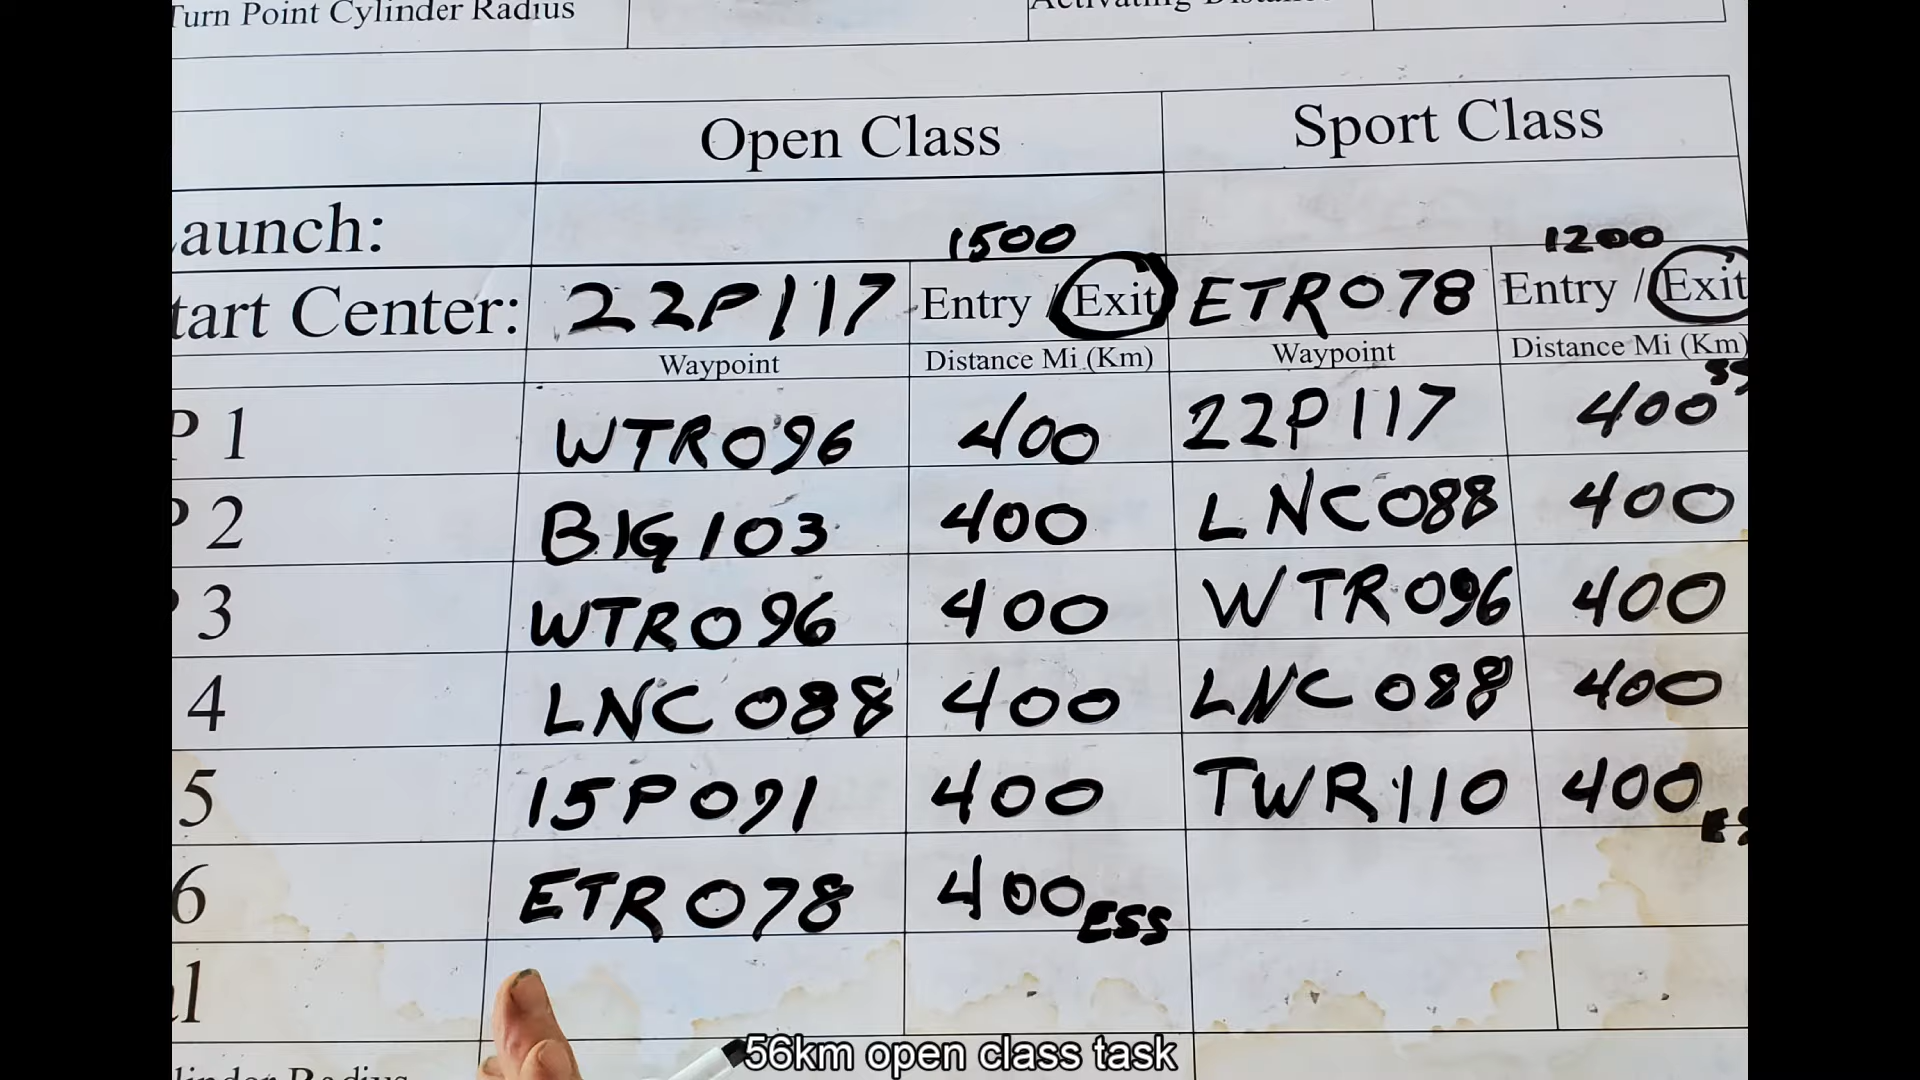 Turn Point Cylinder Radius
Open Class Sport Class
aunch: 1500 1200
tart Center: 22P117 Entry / Exit ETR078 Entry / Exit
Waypoint Distance Mi (Km) Waypoint Distance Mi (Km)
P 1 WTR096 400 22P117 400 SS
P 2 BIG103 400 LNC088 400
3 WTR096 400 WTR096 400
4 LNC088 400 LNC088 400
5 15P091 400 TWR110 400 ES
6 ETR078 400 ESS
al
56km open class task